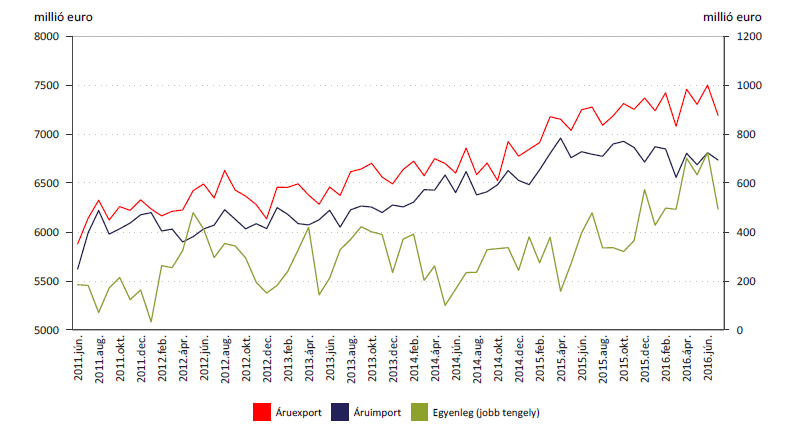 millió euro millió euro
8000 1200
7500 1000
7000 800
6500 600
6000 400
5500 200
5000 0
2011.jún. 2011.aug. 2011.okt. 2011.dec. 2012.feb. 2012.ápr. 2012.jún. 2012.aug. 2012.okt. 2012.dec. 2013.feb. 2013.ápr. 2013.jún. 2013.aug. 2013.okt. 2013.dec. 2014.feb. 2014.ápr. 2014.jún. 2014.aug. 2014.okt. 2014.dec. 2015.feb. 2015.ápr. 2015.jún. 2015.aug. 2015.okt. 2015.dec. 2016.feb. 2016.ápr. 2016.jún.
Áruexport Áruimport Egyenleg (jobb tengely)